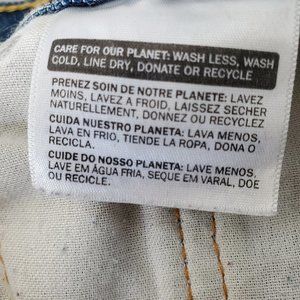 CARE FOR OUR PLANET: WASH LESS, WASH
COLD, LINE DRY, DONATE OR RECYCLE
PRENEZ SOIN DE NOTRE PLANETE: LAVEZ
MOINS, LAVEZ A FROID, LAISSEZ SECHER
NATURELLEMENT, DONNEZ OU RECYCLEZ
CUIDA NUESTRO PLANETA: LAVA MENOS,
LAVA EN FRIO, TIENDE LA ROPA, DONA O
RECICLA.
CUIDE DO NOSSO PLANETA: LAVE MENOS,
LAVE EM ÁGUA FRIA, SEQUE EM VARAL, DOE
OU RECICLE.